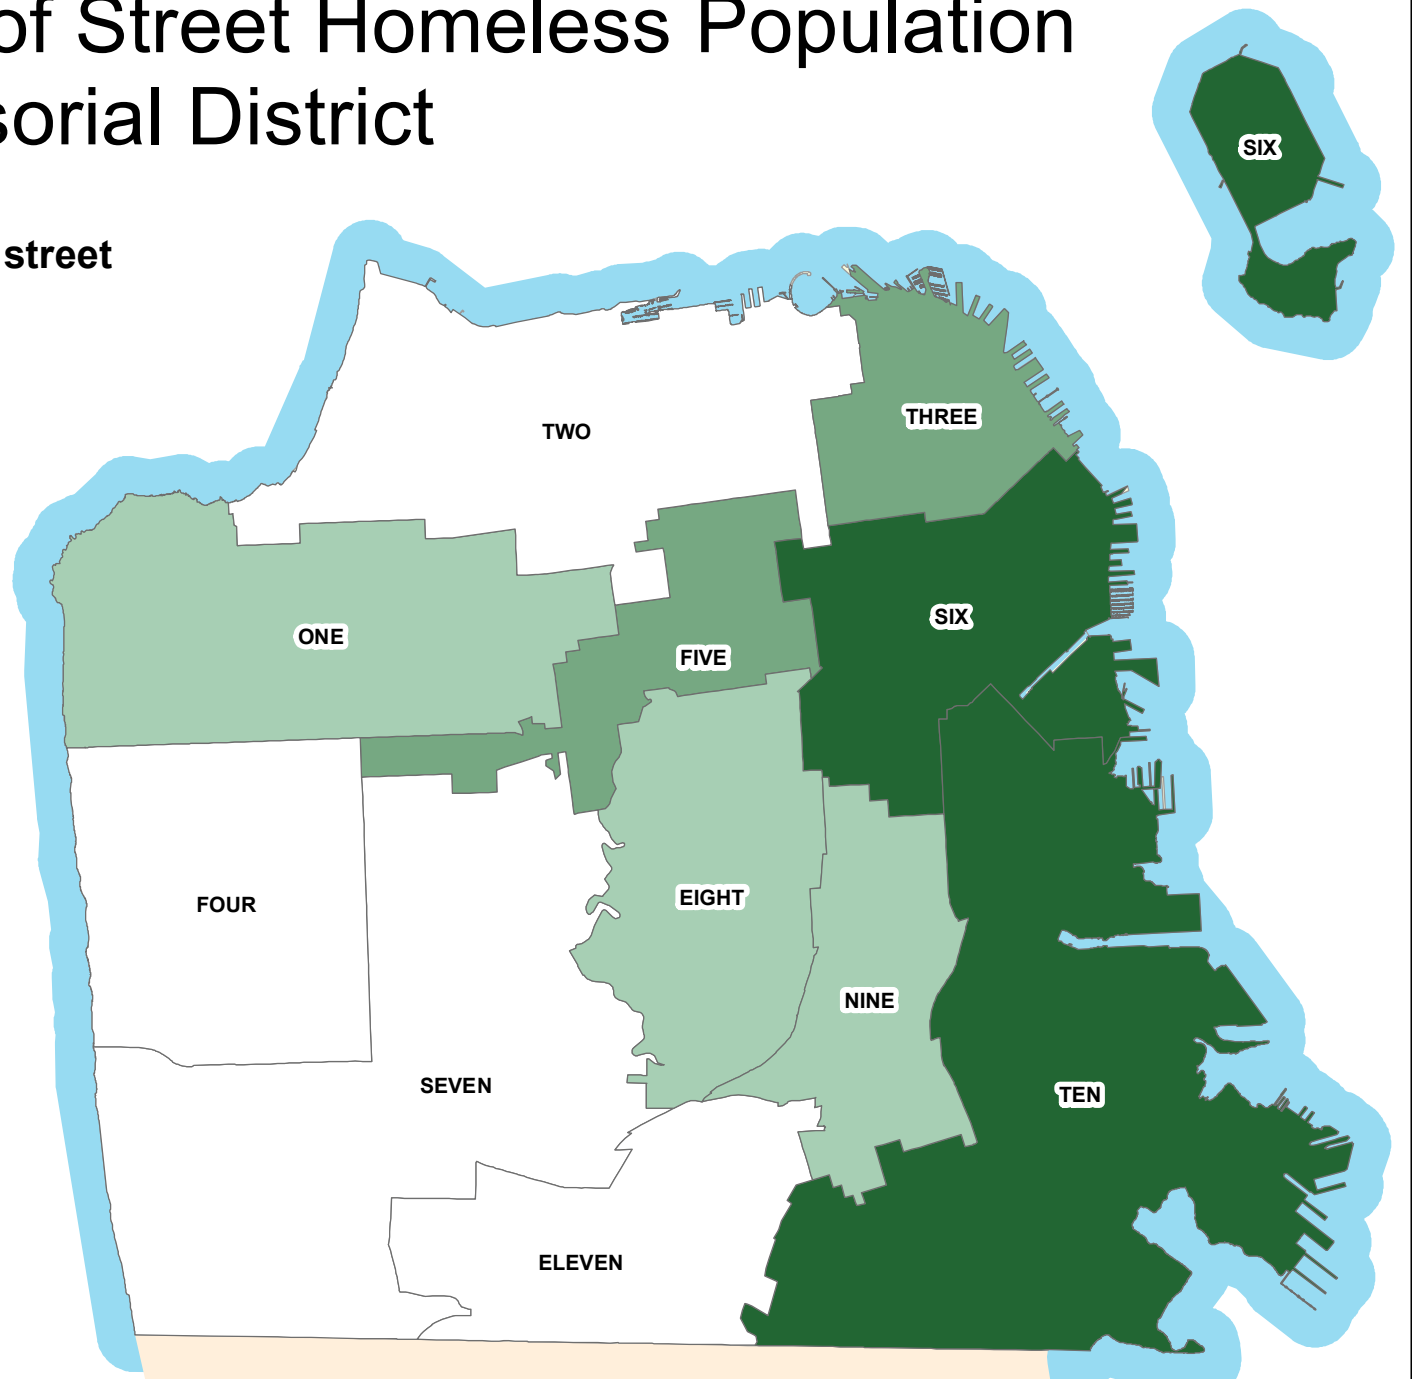 of Street Homeless Population
sorial District
street
SIX
TWO
THREE
SIX
ONE
FIVE
FOUR
EIGHT
NINE
SEVEN
TEN
ELEVEN